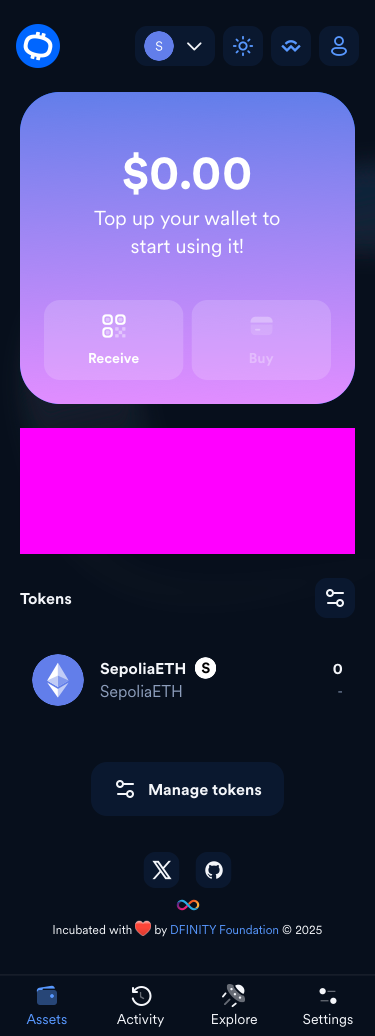 S
$0.00
Top up your wallet to
start using it!
Receive
Buy
Tokens
SepoliaETH S
0
SepoliaETH
-
Manage tokens
Incubated with ❤️ by DFINITY Foundation © 2025
Assets
Activity
Explore
Settings